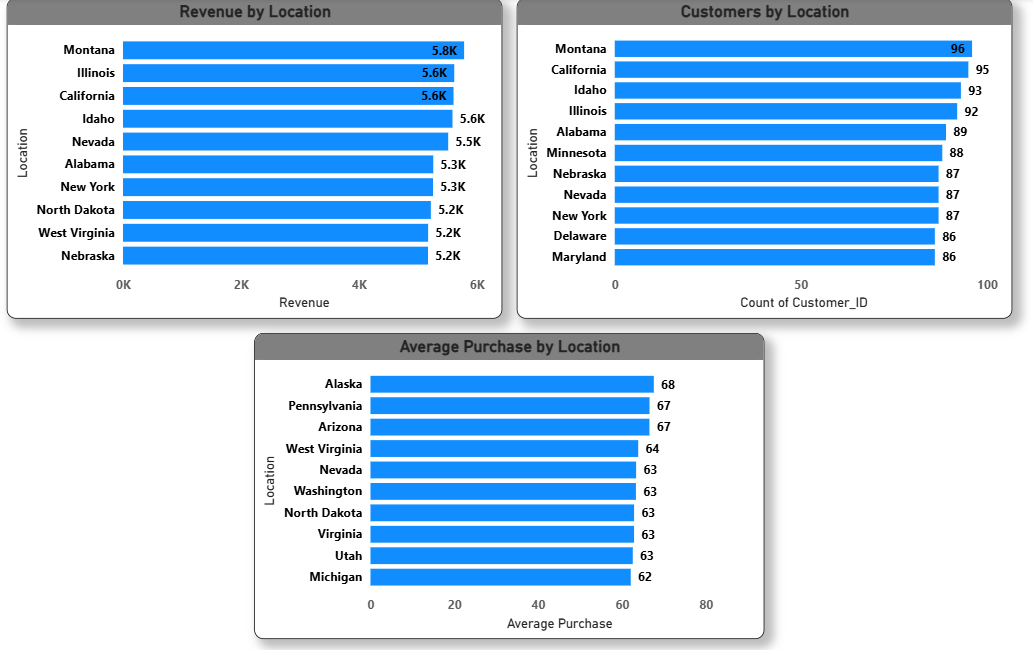 Revenue by Location
Location
Montana 5.8K
Illinois 5.6K
California 5.6K
Idaho 5.6K
Nevada 5.5K
Alabama 5.3K
New York 5.3K
North Dakota 5.2K
West Virginia 5.2K
Nebraska 5.2K
0K 2K 4K 6K
Revenue
Customers by Location
Location
Montana 96
California 95
Idaho 93
Illinois 92
Alabama 89
Minnesota 88
Nebraska 87
Nevada 87
New York 87
Delaware 86
Maryland 86
0 50 100
Count of Customer_ID
Average Purchase by Location
Location
Alaska 68
Pennsylvania 67
Arizona 67
West Virginia 64
Nevada 63
Washington 63
North Dakota 63
Virginia 63
Utah 63
Michigan 62
0 20 40 60 80
Average Purchase